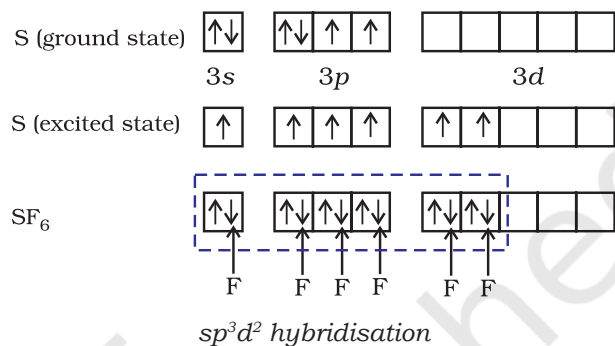 S (ground state)
3s 3p 3d
S (excited state)
SF₆
F F F F F F
sp³d² hybridisation